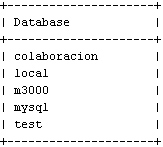 +--------------------+
| Database           |
+--------------------+
| colaboracion       |
| local              |
| m3000              |
| mysql              |
| test               |
+--------------------+